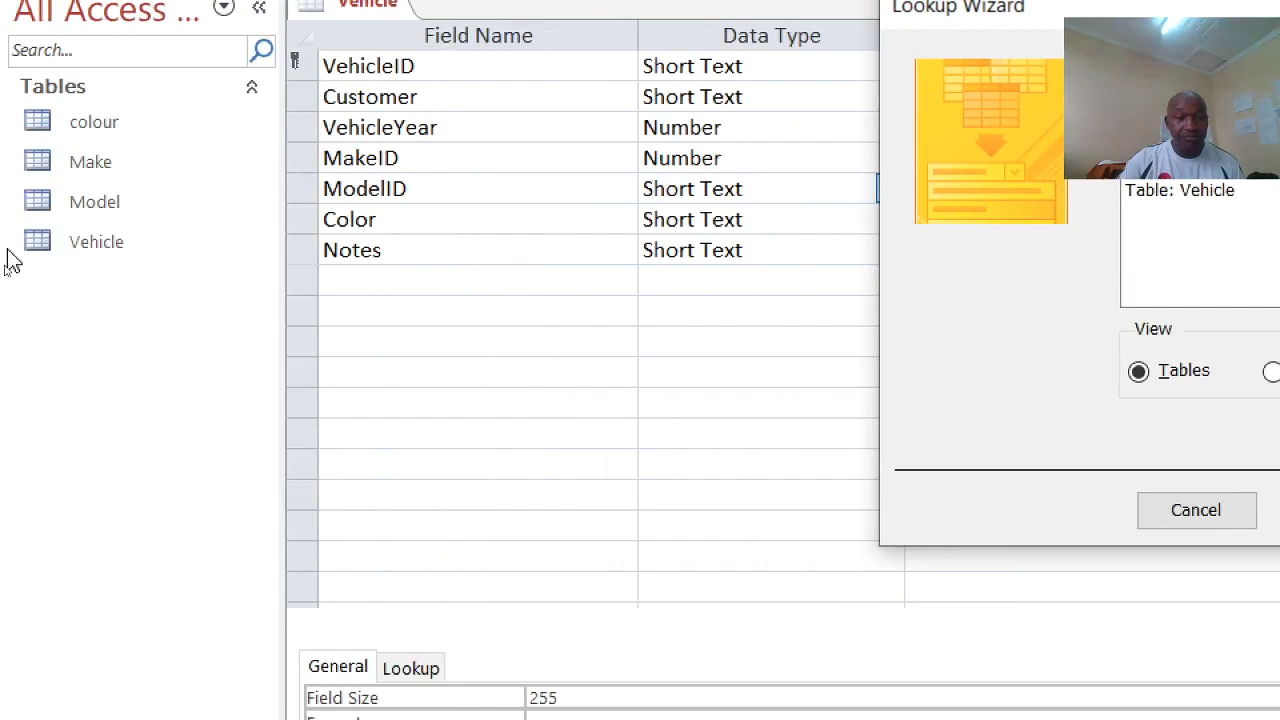 All Access ...
Search...
Tables
colour
Make
Model
Vehicle
Vehicle
Field Name Data Type
VehicleID Short Text
Customer Short Text
VehicleYear Number
MakeID Number
ModelID Short Text
Color Short Text
Notes Short Text
General Lookup
Field Size 255
Lookup Wizard
Table: Vehicle
View
Tables
Cancel